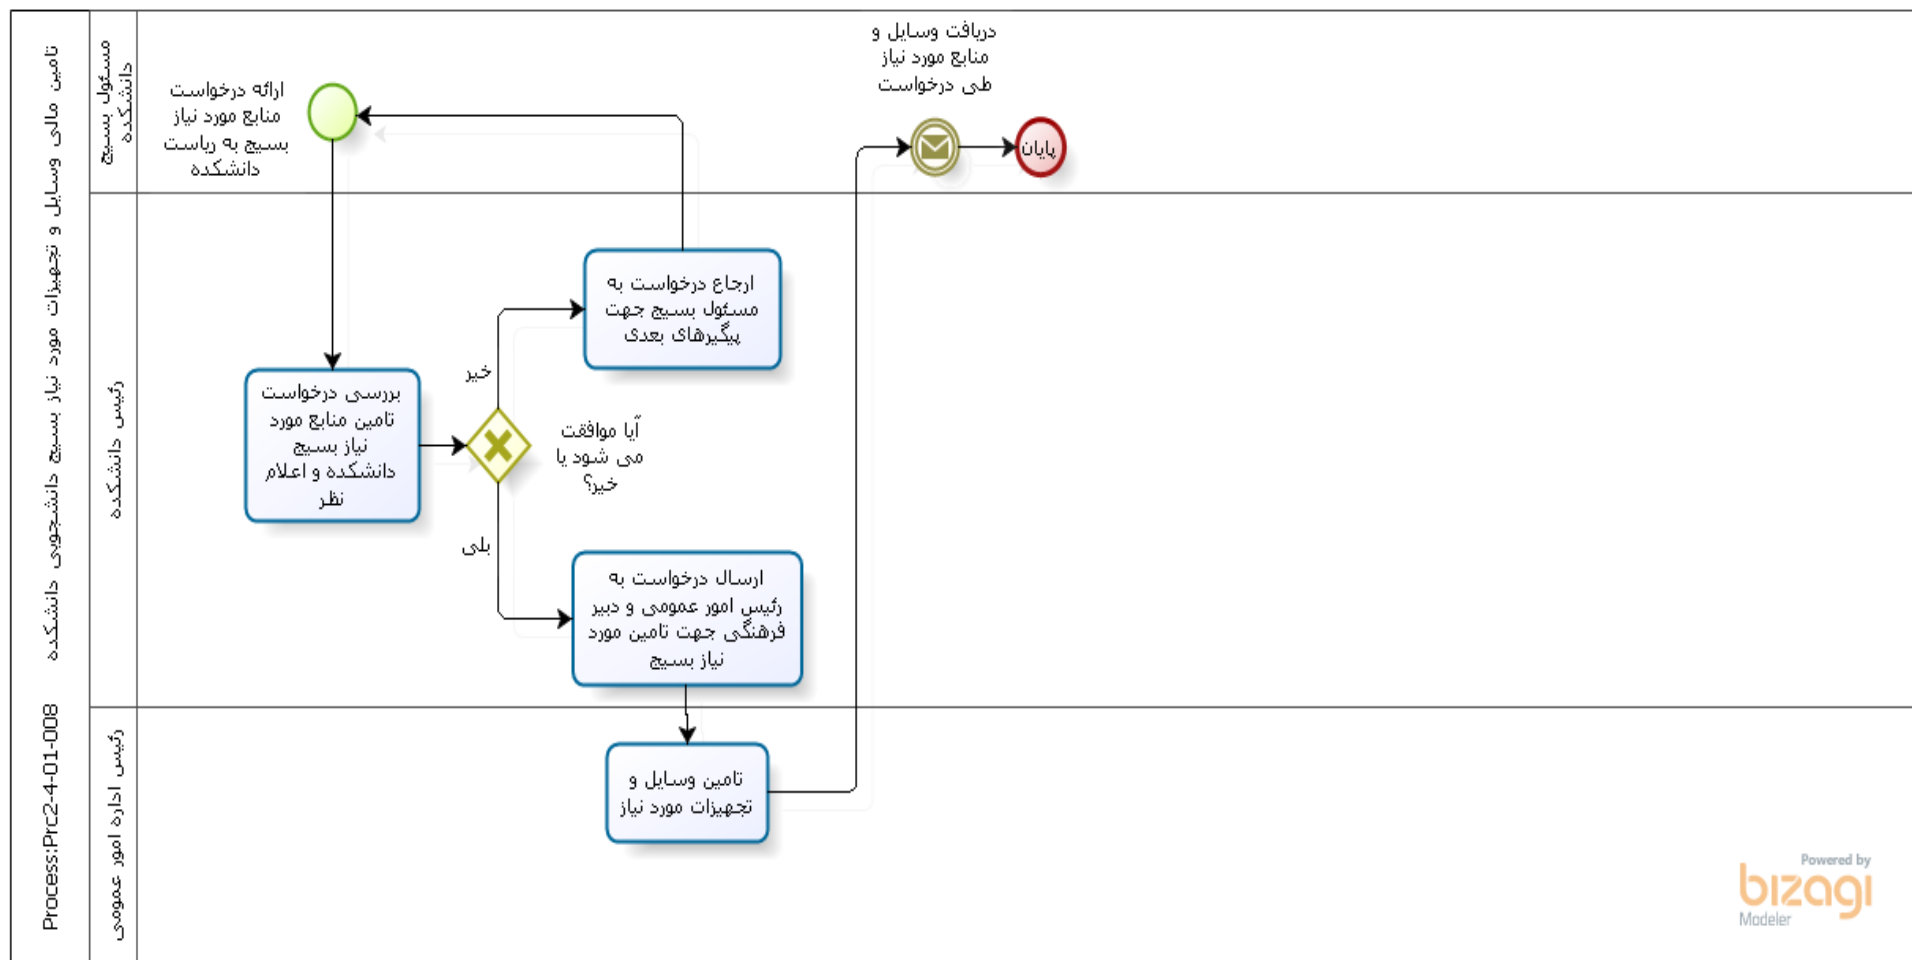 تامین مالی وسایل و تجهیزات مورد نیاز بسیج دانشجویی دانشکده
Process:Prc2-4-01-008
مسئول بسیج
دانشکده
ارائه درخواست
منابع مورد نیاز
بسیج به ریاست
دانشکده
دریافت وسایل و
منابع مورد نیاز
طی درخواست
پایان
رئیس دانشکده
ارجاع درخواست به
مسئول بسیج جهت
پیگیرهای بعدی
خیر
بررسی درخواست
تامین منابع مورد
نیاز بسیج
دانشکده و اعلام
نظر
آیا موافقت
می شود یا
خیر؟
بلی
ارسال درخواست به
رئیس امور عمومی و دبیر
فرهنگی جهت تامین مورد
نیاز بسیج
رئیس اداره امور عمومی
تامین وسایل و
تجهیزات مورد نیاز
Powered by
bizagi
Modeler